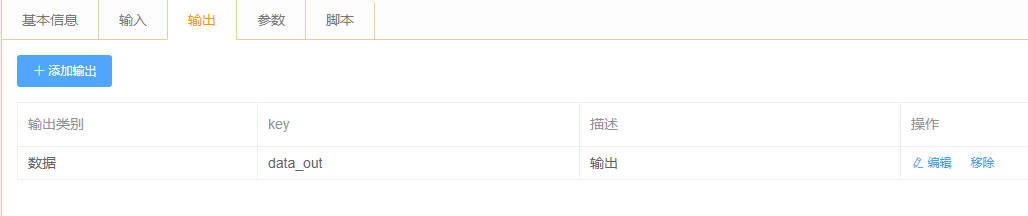 基本信息 输入 输出 参数 脚本
＋ 添加输出
输出类别 key 描述 操作
数据 data_out 输出 编辑 移除